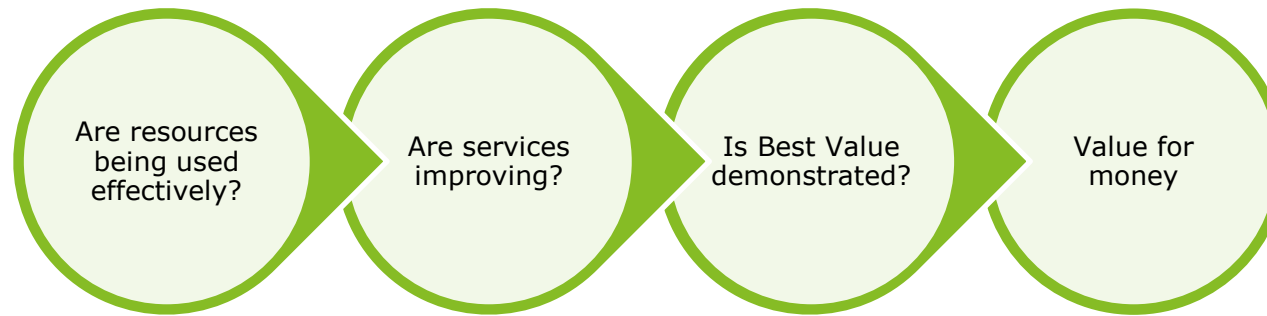 Are resources
being used
effectively?
Are services
improving?
Is Best Value
demonstrated?
Value for
money